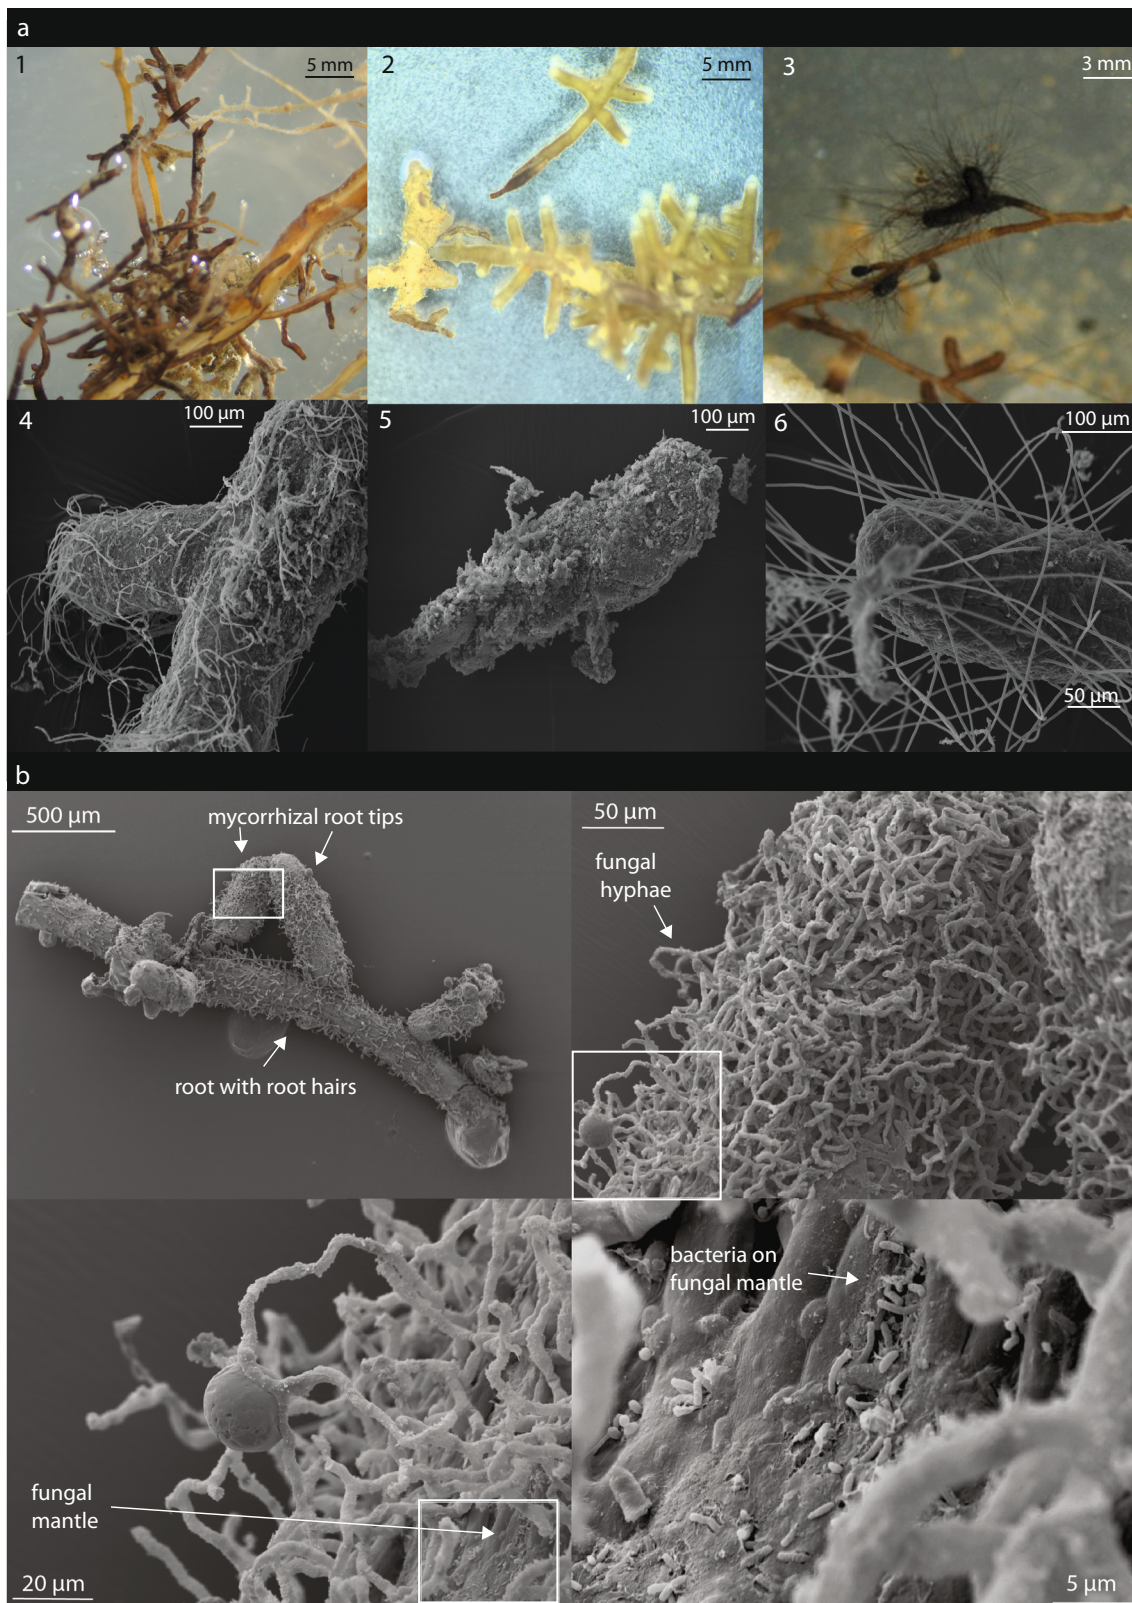 a
1
5 mm
2
5 mm
3
3 mm
4
100 µm
5
100 µm
6
100 µm
50 µm
b
500 µm
mycorrhizal root tips
root with root hairs
50 µm
fungal
hyphae
fungal
mantle
20 µm
bacteria on
fungal mantle
5 µm